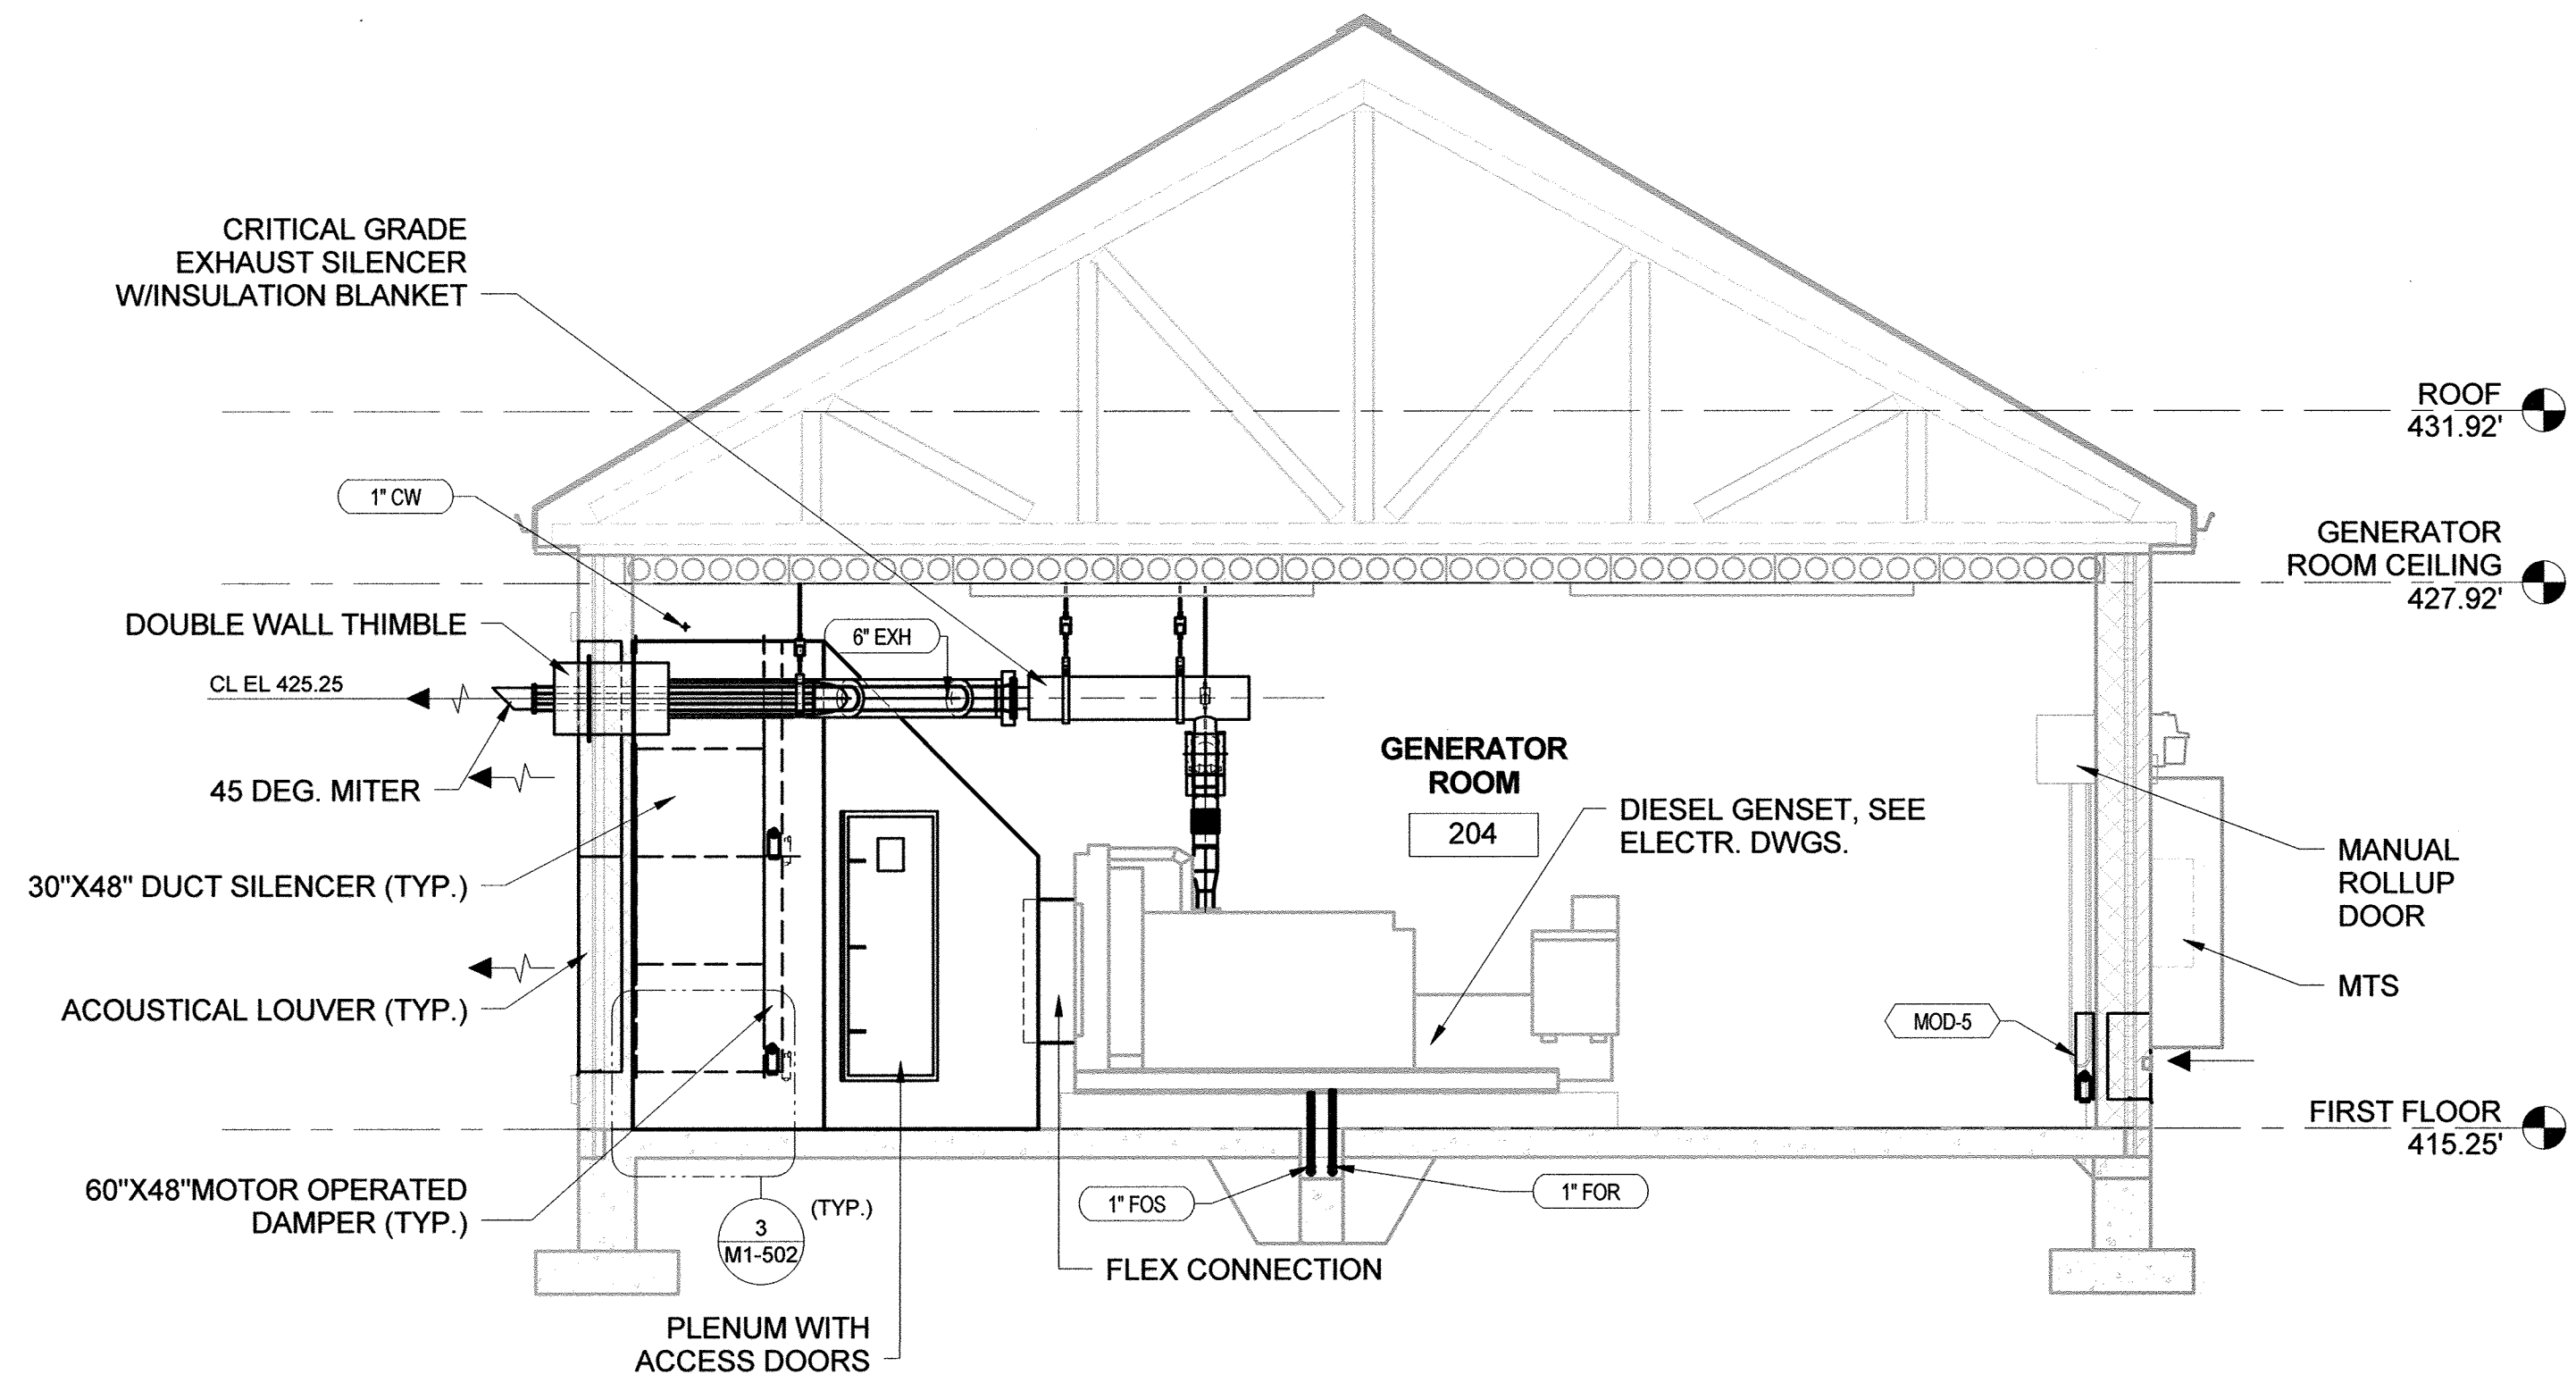 CRITICAL GRADE
EXHAUST SILENCER
W/INSULATION BLANKET
ROOF
431.92'
1" CW
GENERATOR
ROOM CEILING
427.92'
DOUBLE WALL THIMBLE
6" EXH
CL EL 425.25
45 DEG. MITER
GENERATOR
ROOM
204
DIESEL GENSET, SEE
ELECTR. DWGS.
MANUAL
ROLLUP
DOOR
30"X48" DUCT SILENCER (TYP.)
MTS
ACOUSTICAL LOUVER (TYP.)
MOD-5
FIRST FLOOR
415.25'
60"X48"MOTOR OPERATED
DAMPER (TYP.)
(TYP.)
3
M1-502
1" FOS
1" FOR
FLEX CONNECTION
PLENUM WITH
ACCESS DOORS